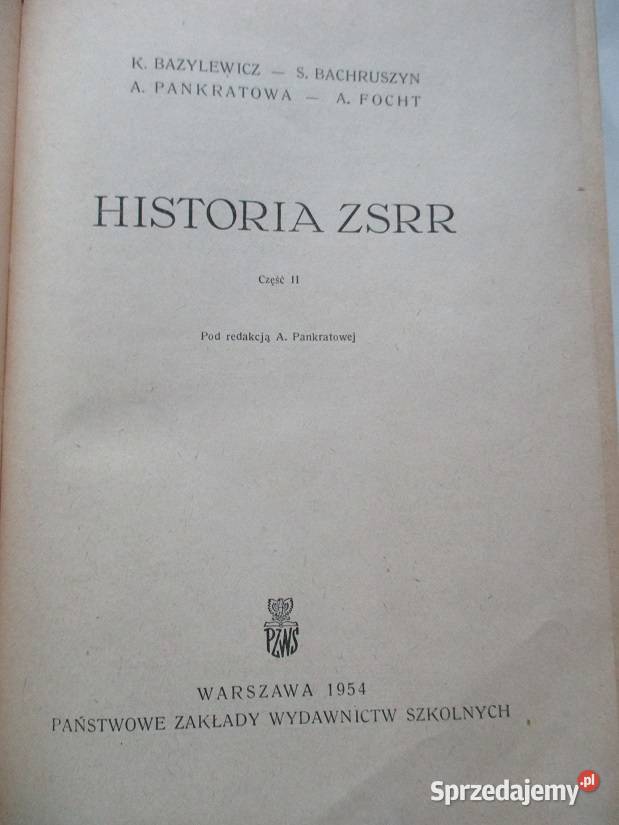 K. BAZYLEWICZ — S. BACHRUSZYN
A. PANKRATOWA — A. FOCHT
HISTORIA ZSRR
Część II
Pod redakcją A. Pankratowej
PZWS
WARSZAWA 1954
PAŃSTWOWE ZAKŁADY WYDAWNICTW SZKOLNYCH
Sprzedajemy.pl